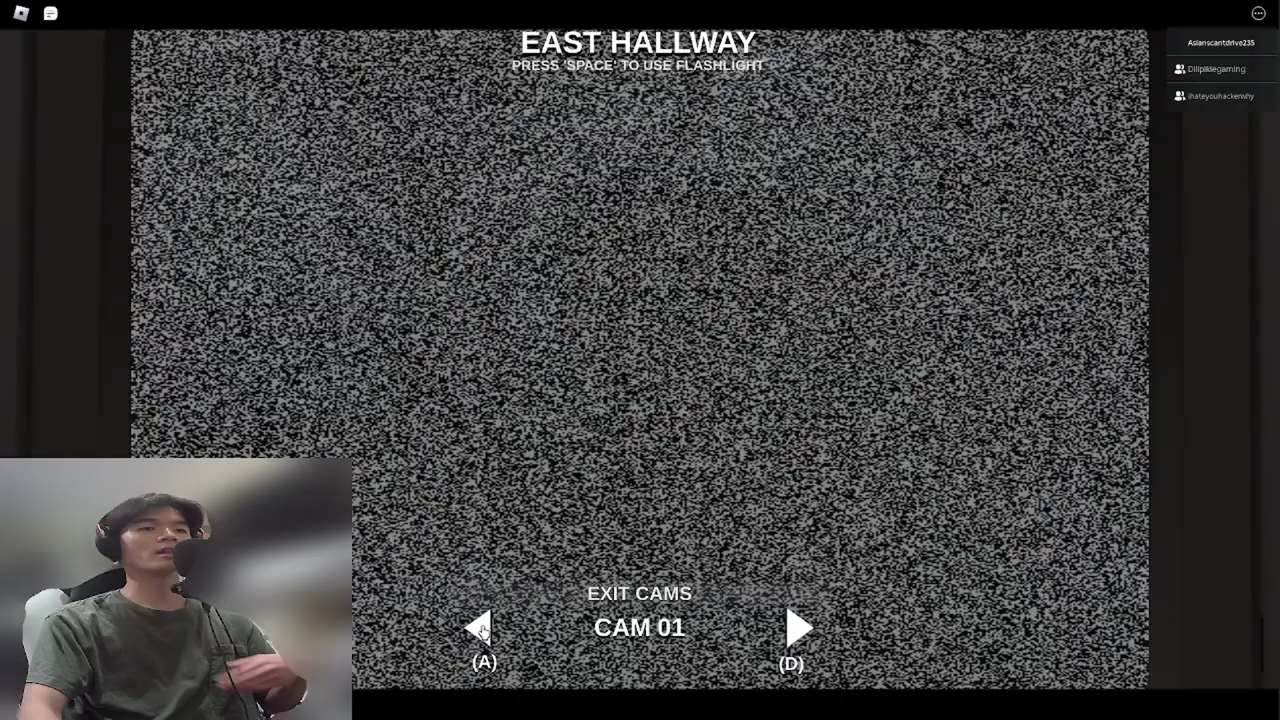 EAST HALLWAY
PRESS 'SPACE' TO USE FLASHLIGHT
Asianscantdrive235
Dillpiklegaming
ihateyouhackerwhy
EXIT CAMS
CAM 01
(A)
(D)